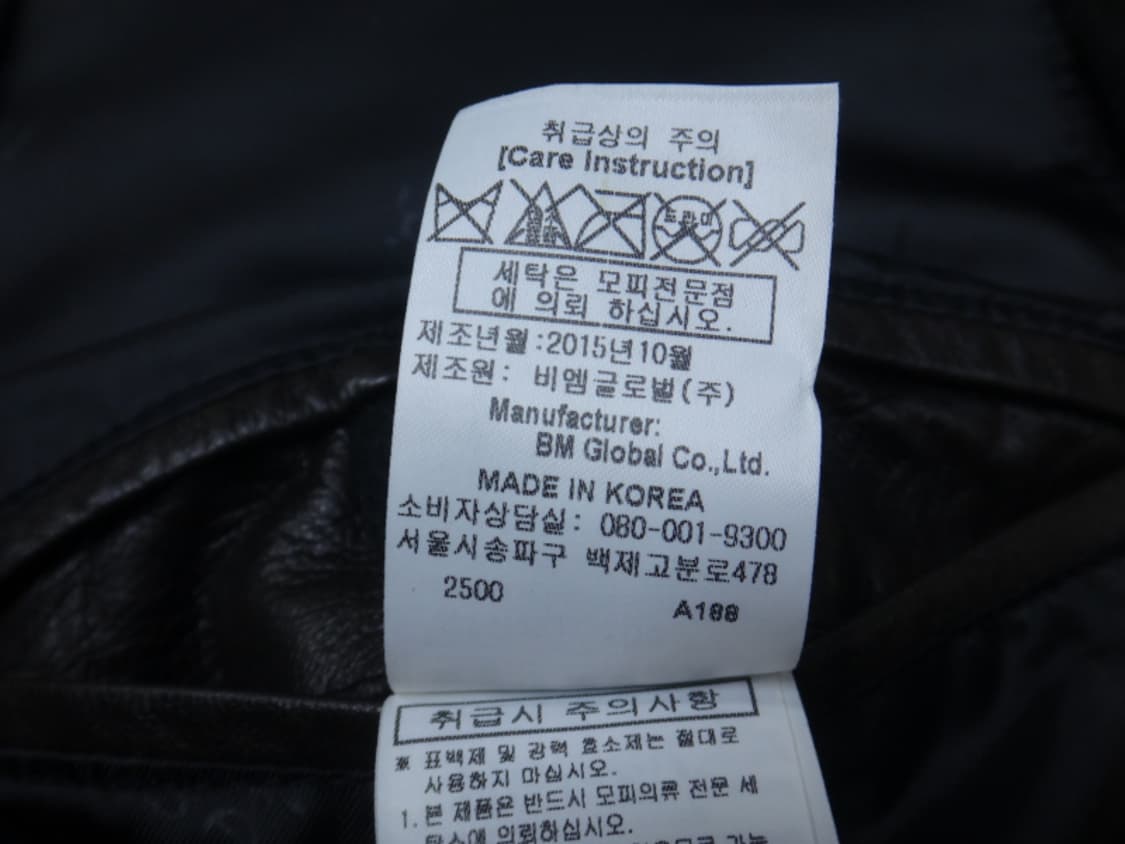 취급상의 주의
[Care Instruction]
드라이
세탁은 모피전문점
에 의뢰 하십시오.
제조년월:2015년10월
제조원: 비엠글로벌(주)
Manufacturer:
BM Global Co.,Ltd.
MADE IN KOREA
소비자상담실: 080-001-9300
서울시송파구 백제고분로478
2500 A188
취급시 주의사항
※ 표백제 및 광력 효소제는 절대로
사용하지 마십시오.
1. 본 제품은 반드시 모피의류 전문 세
탁소에 의뢰하십시오.